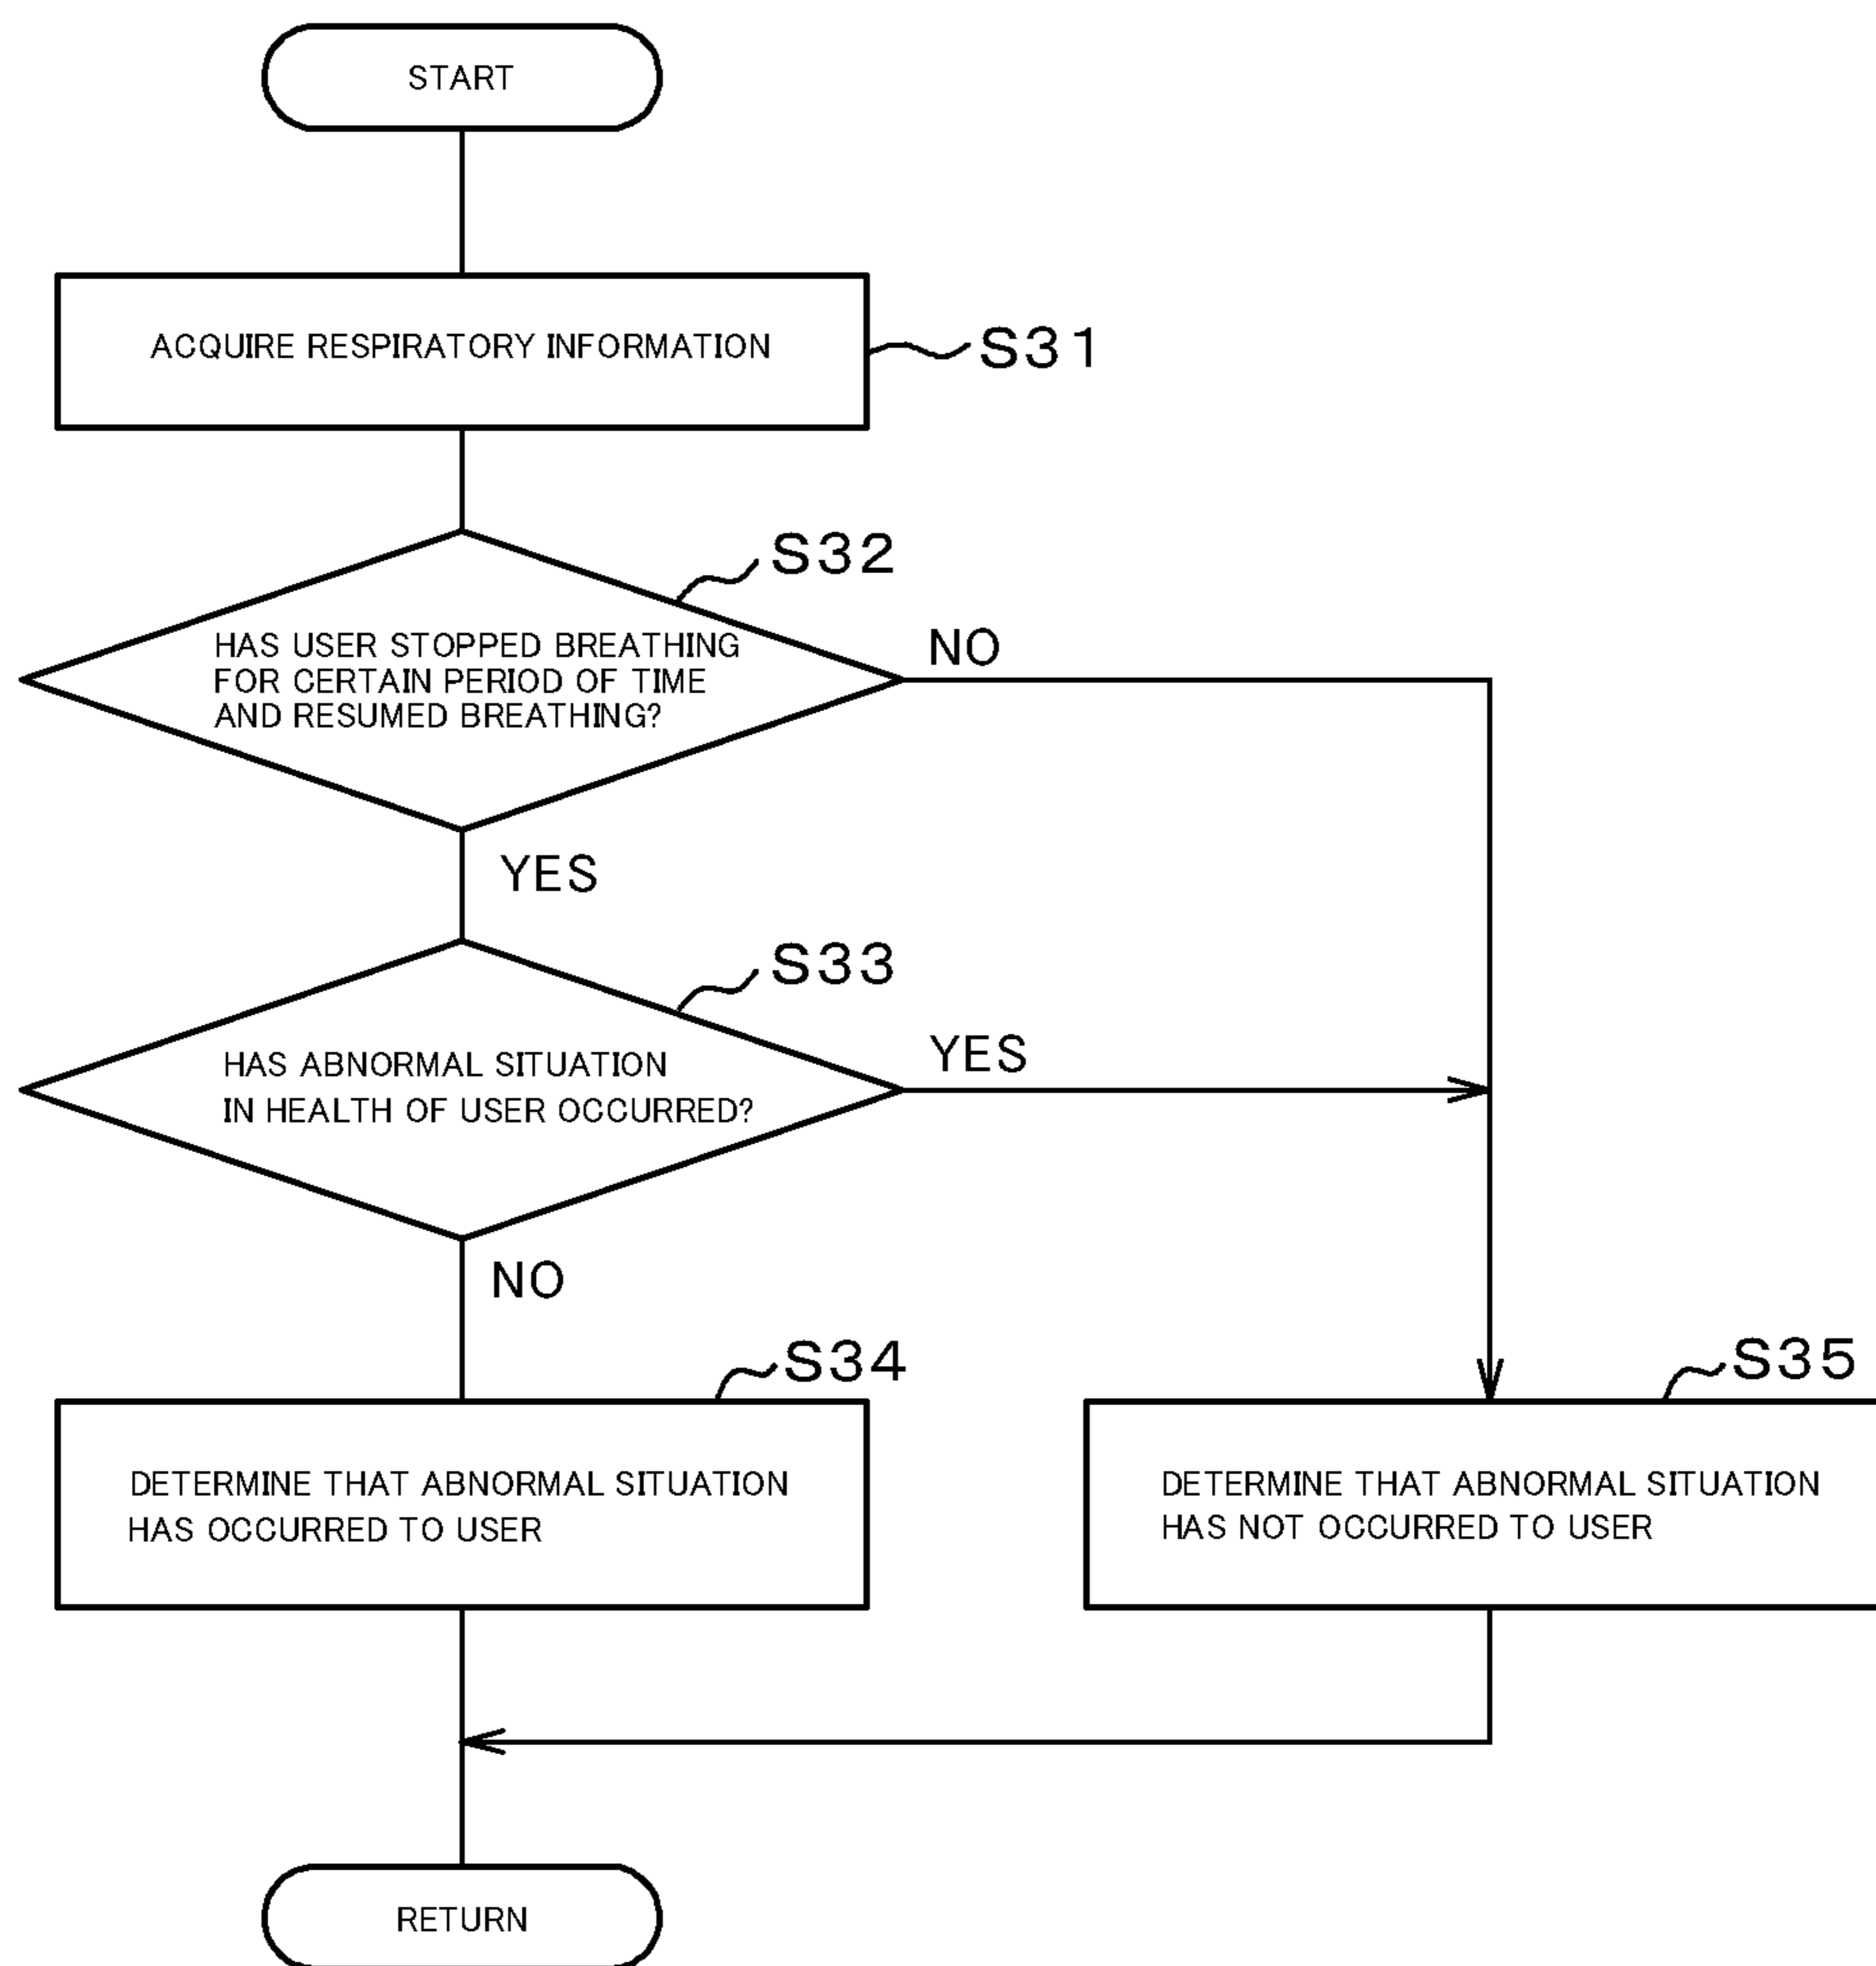 START
ACQUIRE RESPIRATORY INFORMATION
S31
S32
HAS USER STOPPED BREATHING
FOR CERTAIN PERIOD OF TIME
AND RESUMED BREATHING?
NO
YES
S33
HAS ABNORMAL SITUATION
IN HEALTH OF USER OCCURRED?
YES
NO
S34
DETERMINE THAT ABNORMAL SITUATION
HAS OCCURRED TO USER
S35
DETERMINE THAT ABNORMAL SITUATION
HAS NOT OCCURRED TO USER
RETURN